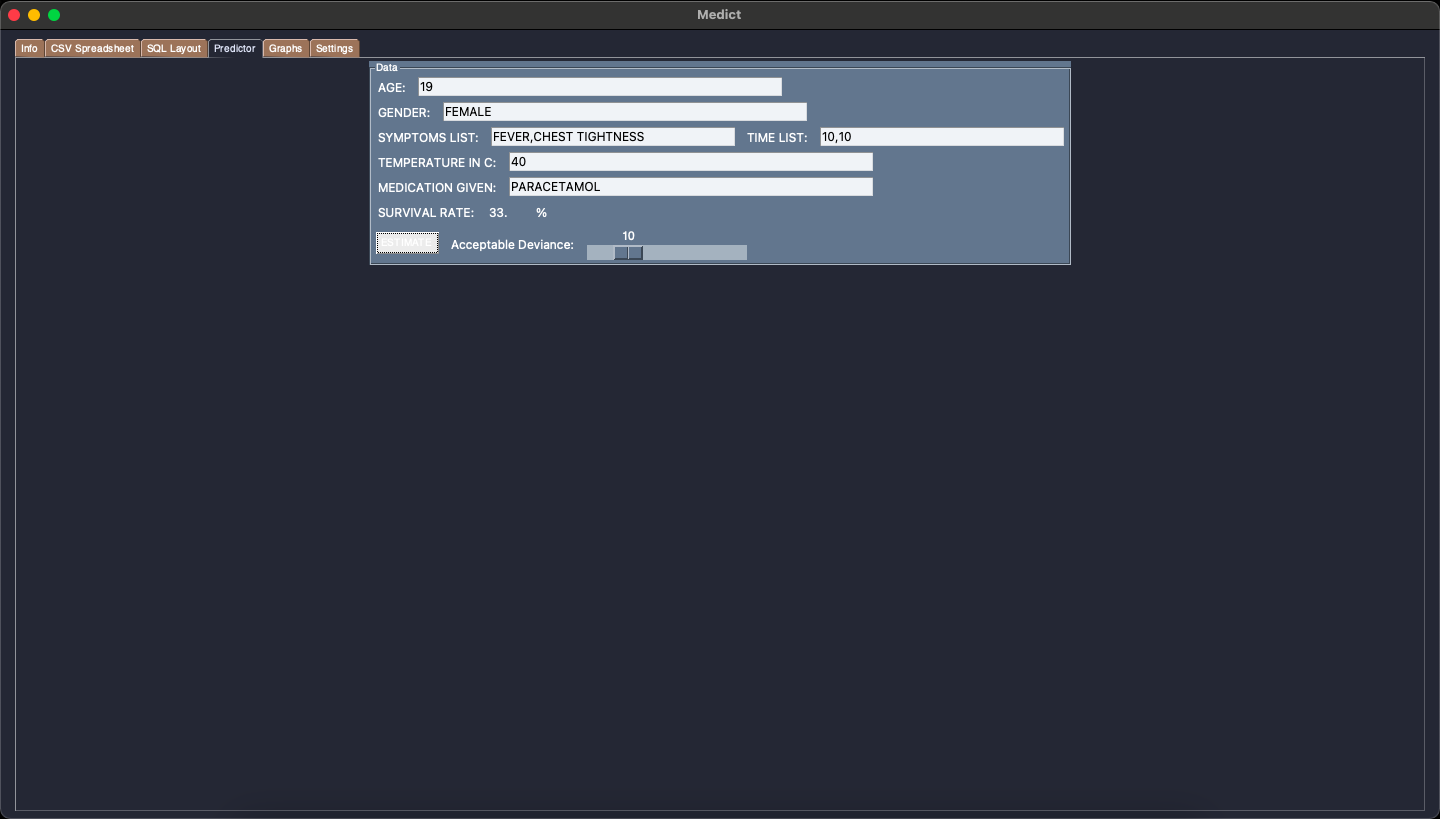 Medict
Info CSV Spreadsheet SQL Layout Predictor Graphs Settings
Data
AGE: 19
GENDER: FEMALE
SYMPTOMS LIST: FEVER,CHEST TIGHTNESS TIME LIST: 10,10
TEMPERATURE IN C: 40
MEDICATION GIVEN: PARACETAMOL
SURVIVAL RATE: 33. %
10
ESTIMATE Acceptable Deviance: